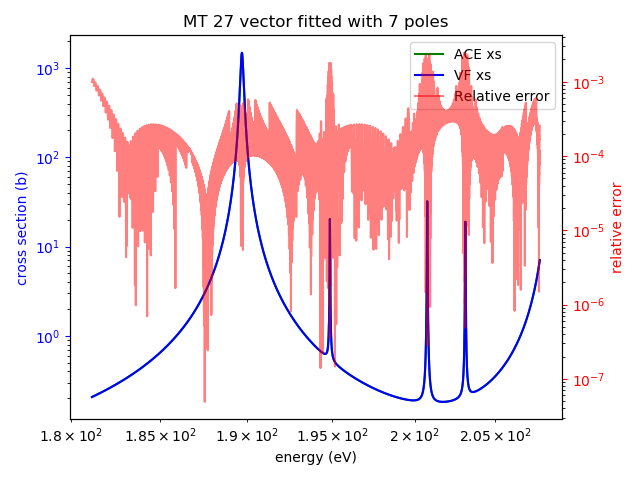 MT 27 vector fitted with 7 poles
ACE xs
VF xs
Relative error
10³
10²
10¹
10⁰
cross section (b)
10⁻³
10⁻⁴
10⁻⁵
10⁻⁶
10⁻⁷
relative error
1.8 × 10² 1.85 × 10² 1.9 × 10² 1.95 × 10² 2 × 10² 2.05 × 10²
energy (eV)